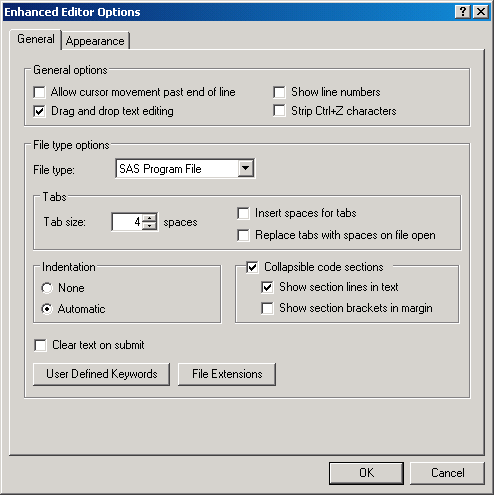 Enhanced Editor Options
General Appearance
General options
Allow cursor movement past end of line
Show line numbers
Drag and drop text editing
Strip Ctrl+Z characters
File type options
File type: SAS Program File
Tabs
Tab size: 4 spaces
Insert spaces for tabs
Replace tabs with spaces on file open
Indentation
None
Automatic
Collapsible code sections
Show section lines in text
Show section brackets in margin
Clear text on submit
User Defined Keywords File Extensions
OK Cancel